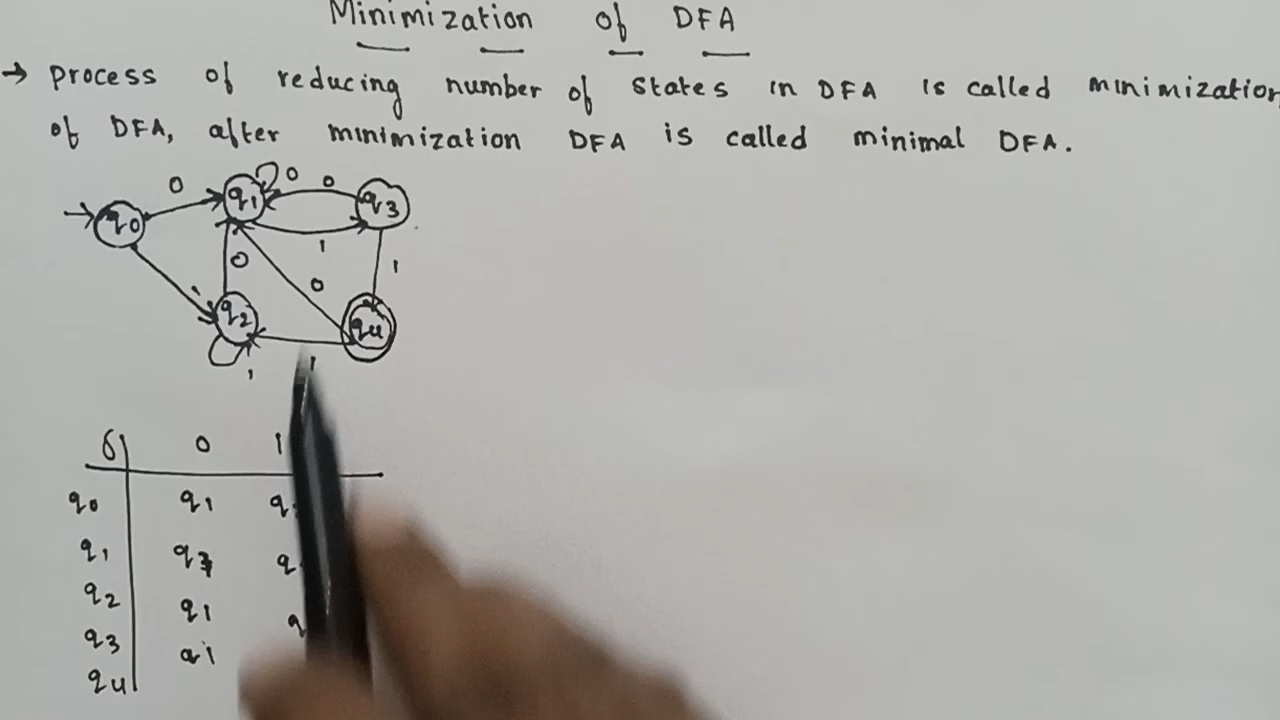 Minimization of DFA
→ process of reducing number of states in DFA is called minimization
of DFA, after minimization DFA is called minimal DFA.
0 0 0
q0 q1 q3
1
0 1
0
q2 q4
1 1
δ 0 1
q0 q1
q1
q2 q1
q3 q1
q4